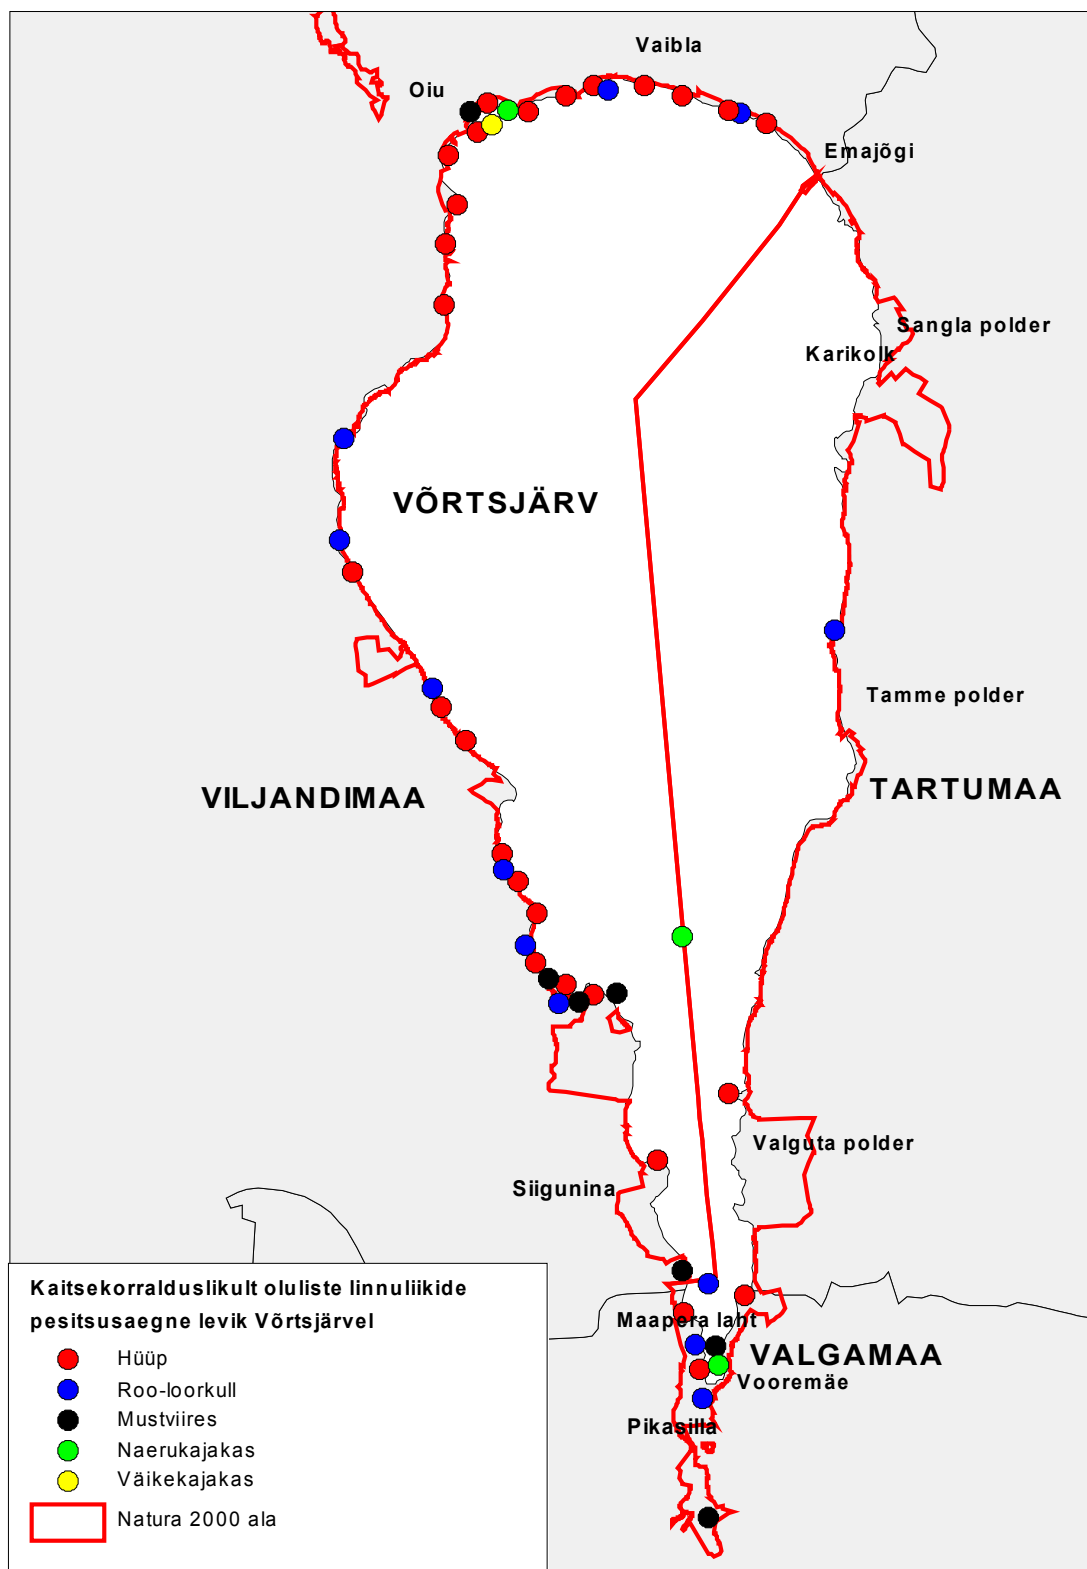 Vaibla
Oiu
Emajõgi
Sangla polder
Karikolk
VÕRTSJÄRV
Tamme polder
VILJANDIMAA
TARTUMAA
Valguta polder
Siigunina
Maapera laht
VALGAMAA
Vooremäe
Pikasilla
Kaitsekorralduslikult oluliste linnuliikide
pesitsusaegne levik Võrtsjärvel
Hüüp
Roo-loorkull
Mustviires
Naerukajakas
Väikekajakas
Natura 2000 ala